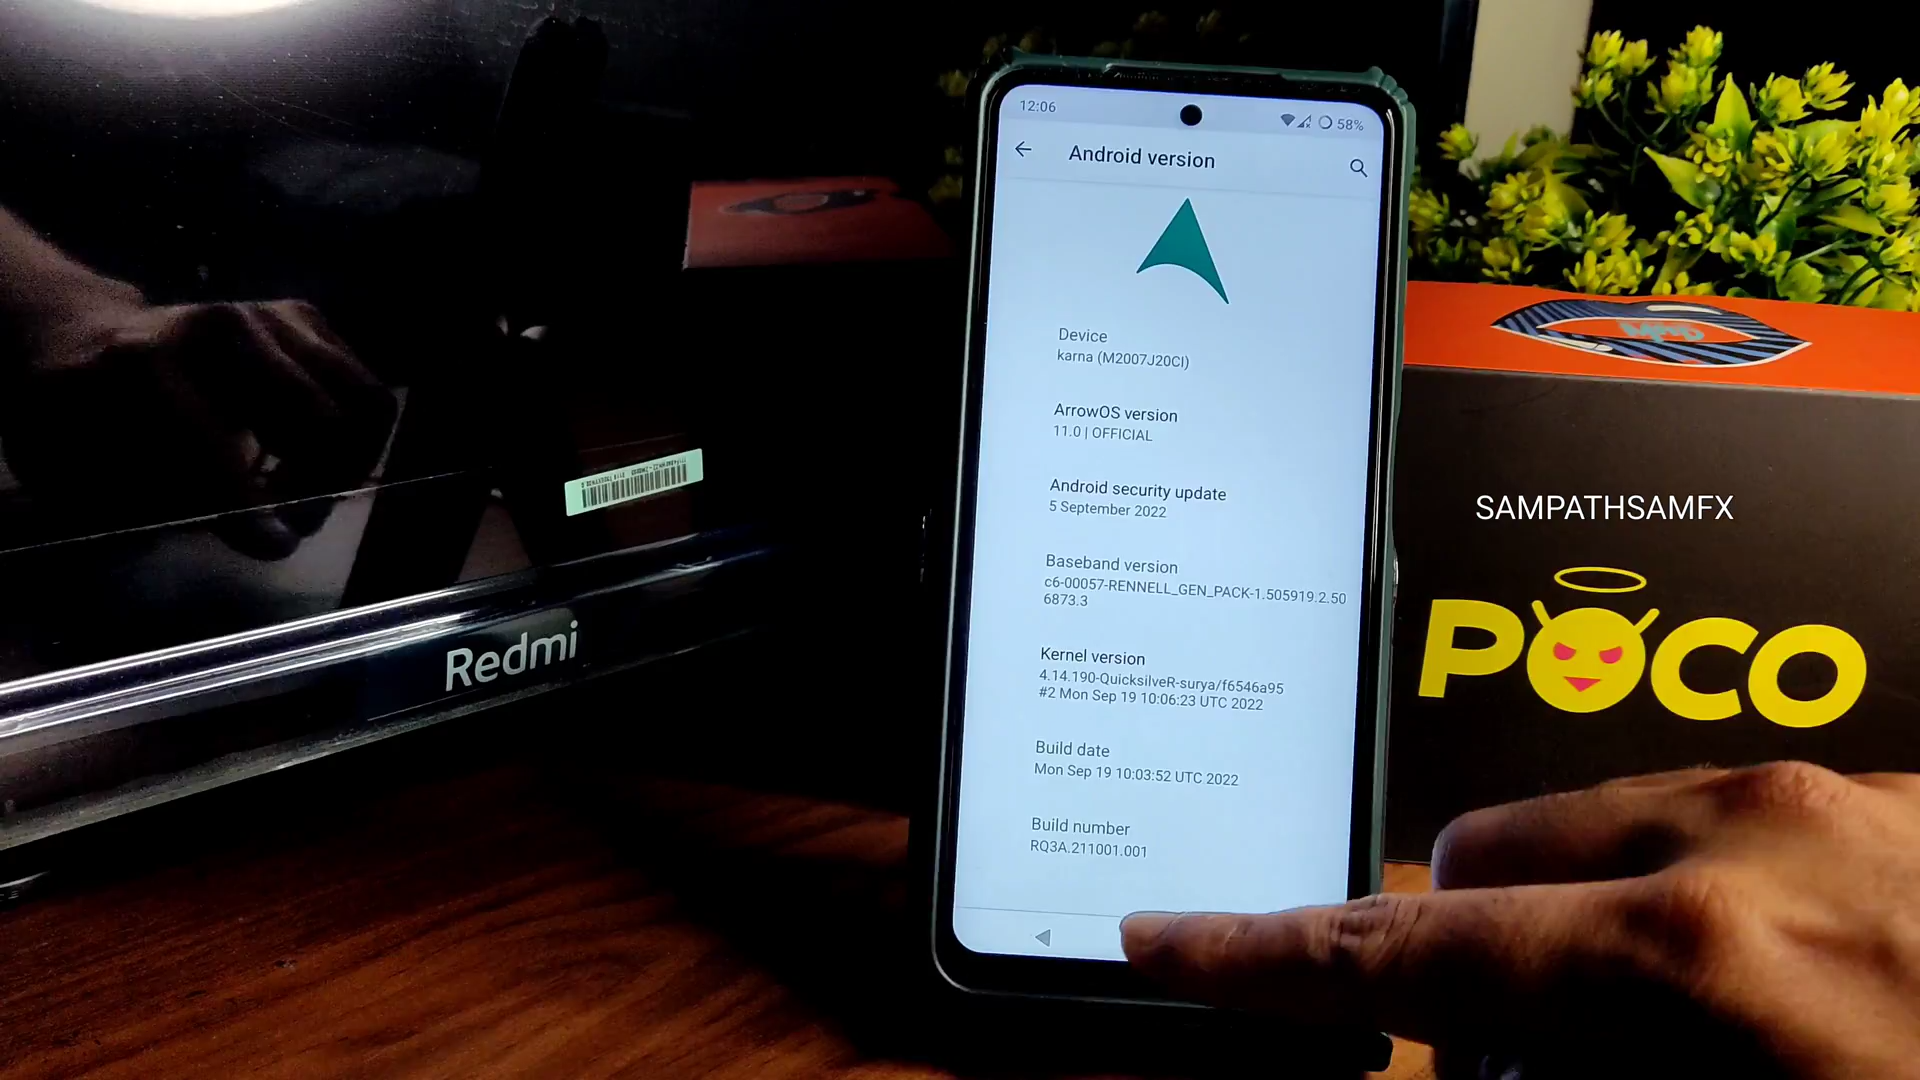 12:06
58%
Android version
Device
karna (M2007J20CI)
ArrowOS version
11.0 | OFFICIAL
Android security update
5 September 2022
Baseband version
c6-00057-RENNELL_GEN_PACK-1.505919.2.50
6873.3
Kernel version
4.14.190-QuicksilveR-surya/f6546a95
#2 Mon Sep 19 10:06:23 UTC 2022
Build date
Mon Sep 19 10:03:52 UTC 2022
Build number
RQ3A.211001.001
Redmi
SAMPATHSAMFX
POCO